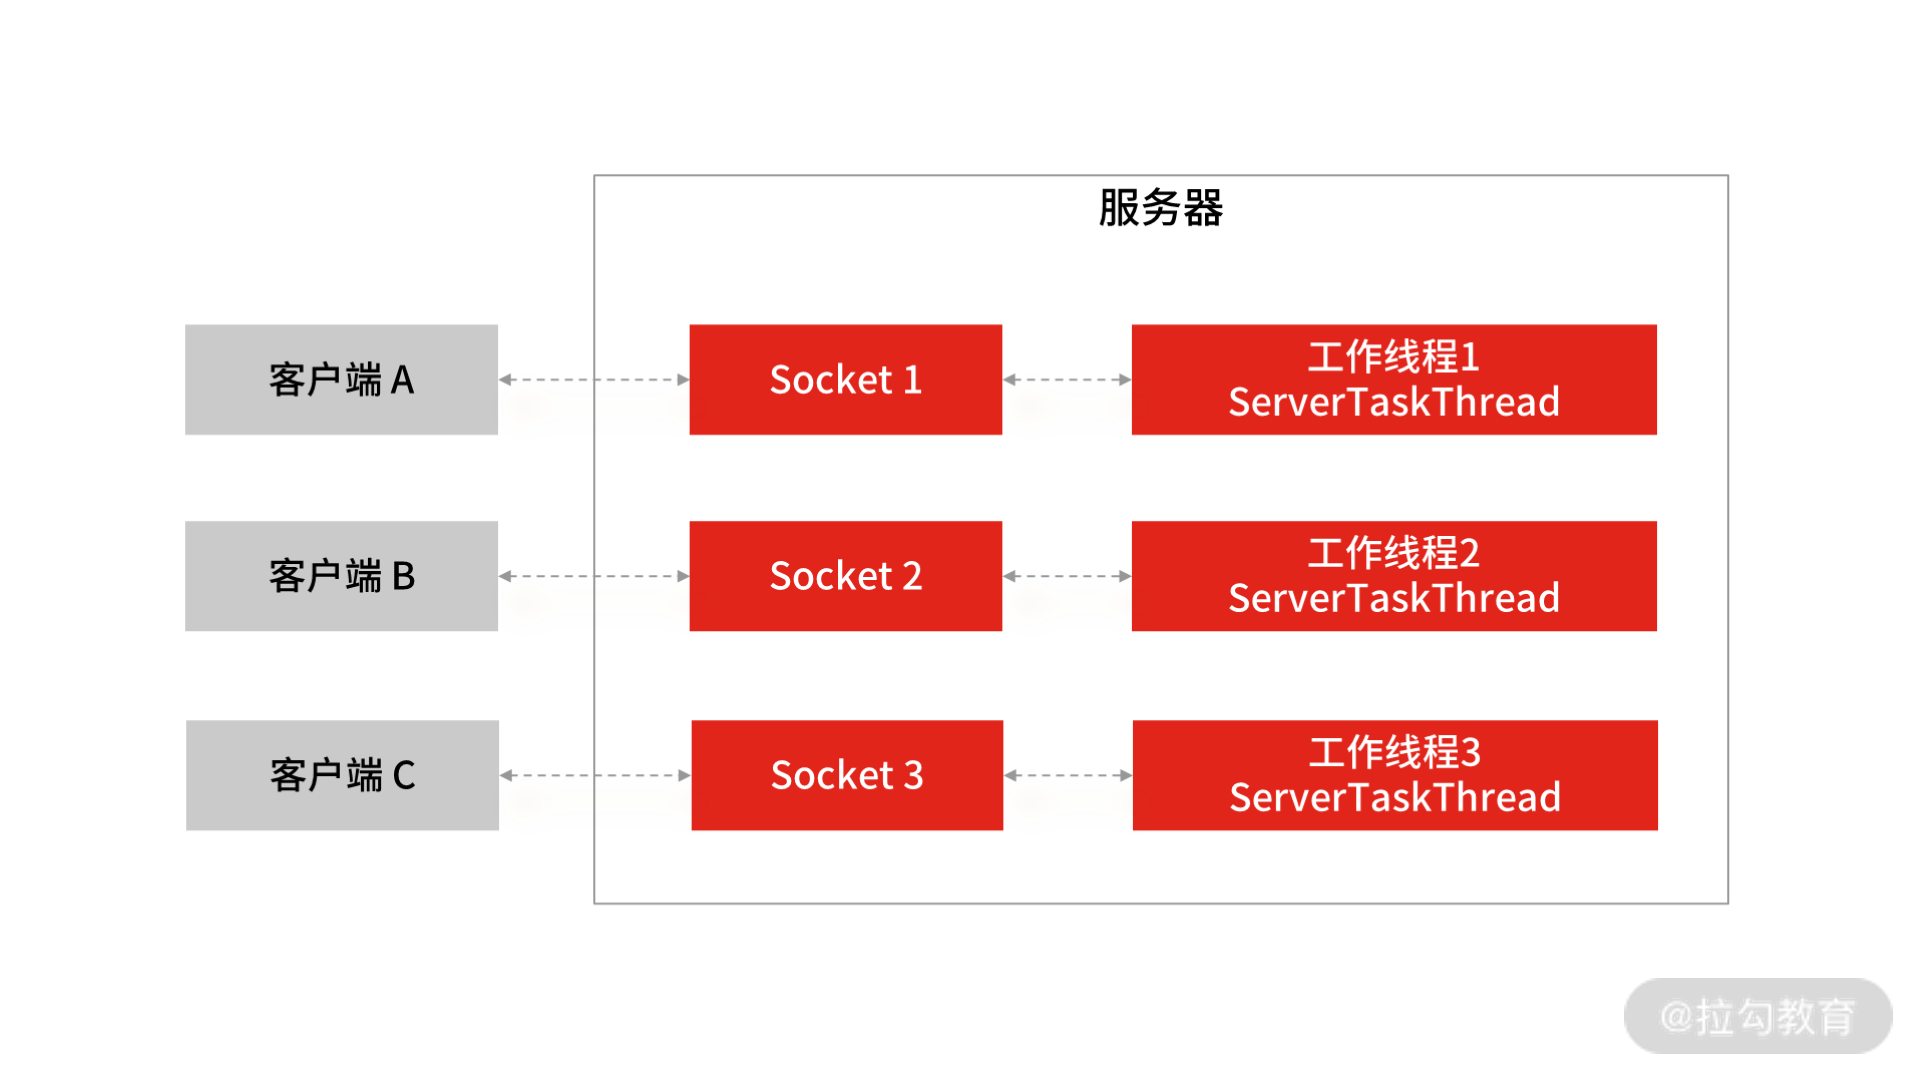 服务器
客户端 A
Socket 1
工作线程1
ServerTaskThread
客户端 B
Socket 2
工作线程2
ServerTaskThread
客户端 C
Socket 3
工作线程3
ServerTaskThread
@拉勾教育